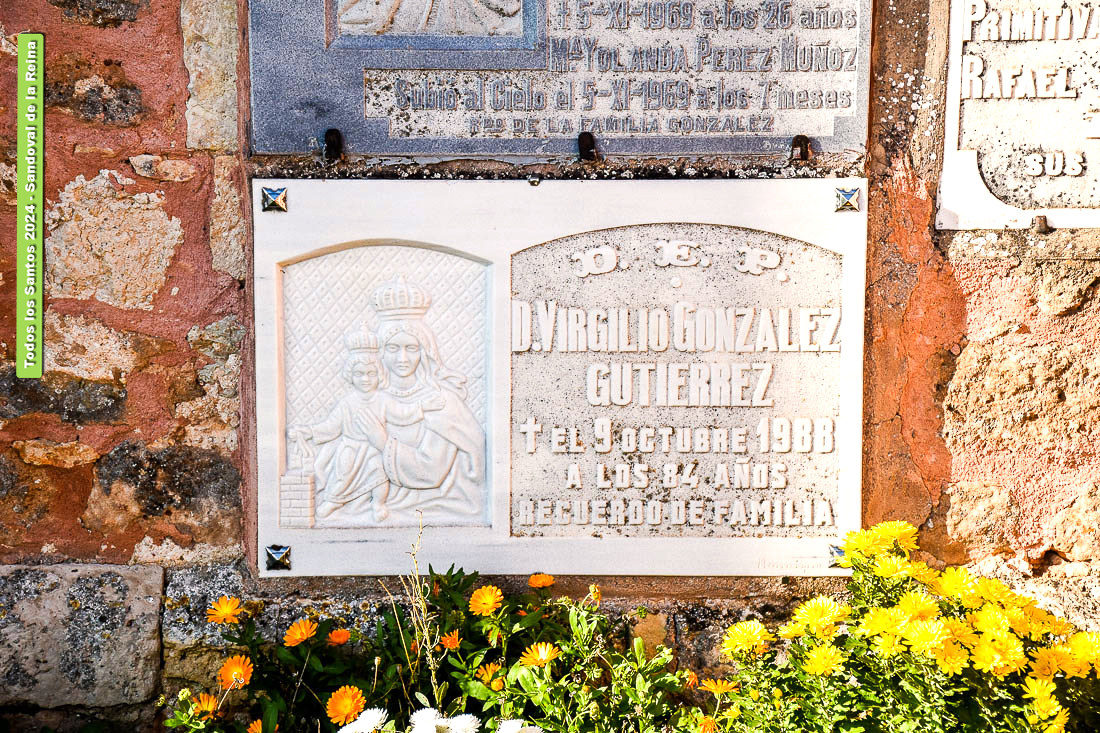 Todos los Santos 2024 - Sandoval de la Reina
† 5-XI-1969 a los 26 años
Mª YOLANDA PEREZ MUÑOZ
Subió al Cielo el 5-XI-1969 a los 7 meses
RDO DE LA FAMILIA GONZALEZ
PRIMITIVA
RAFAEL
SUS
D. E. P.
D. VIRGILIO GONZALEZ
GUTIERREZ
† EL 9 OCTUBRE 1988
A LOS 84 AÑOS
RECUERDO DE FAMILIA